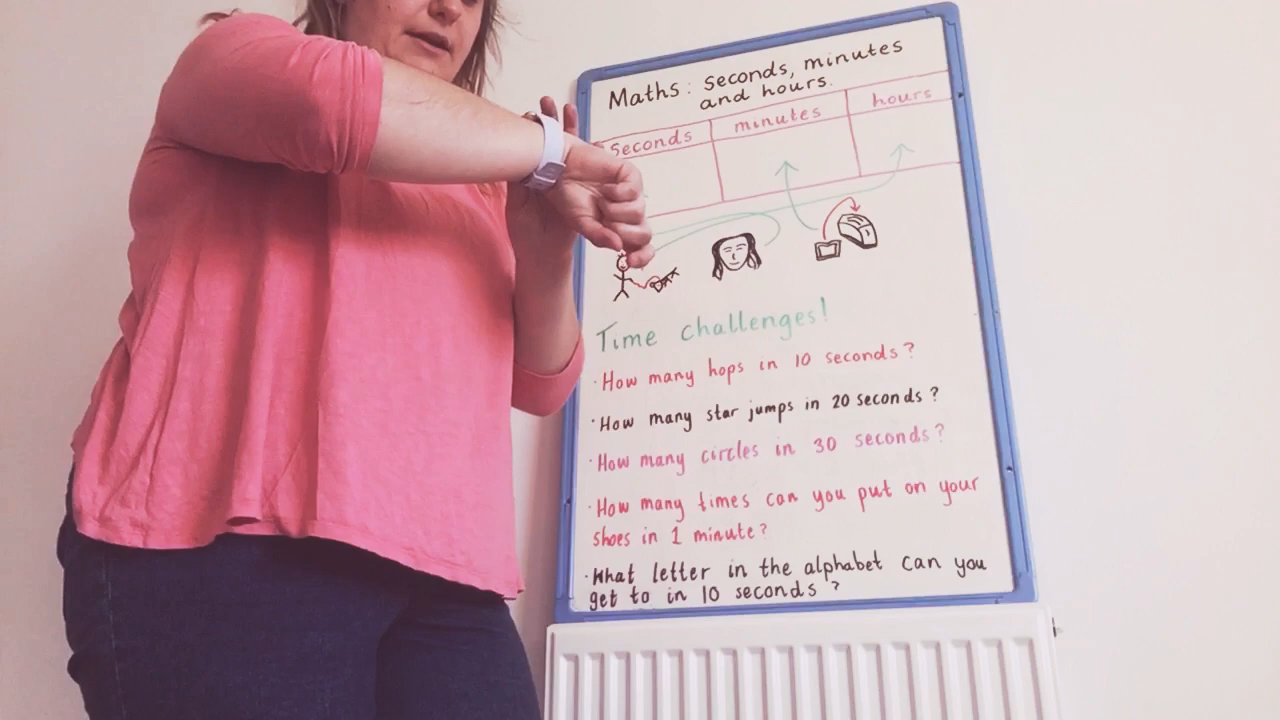 Maths: seconds, minutes
and hours.
seconds minutes hours
Time challenges!
· How many hops in 10 seconds?
· How many star jumps in 20 seconds?
· How many circles in 30 seconds?
· How many times can you put on your
shoes in 1 minute?
· What letter in the alphabet can you
get to in 10 seconds?